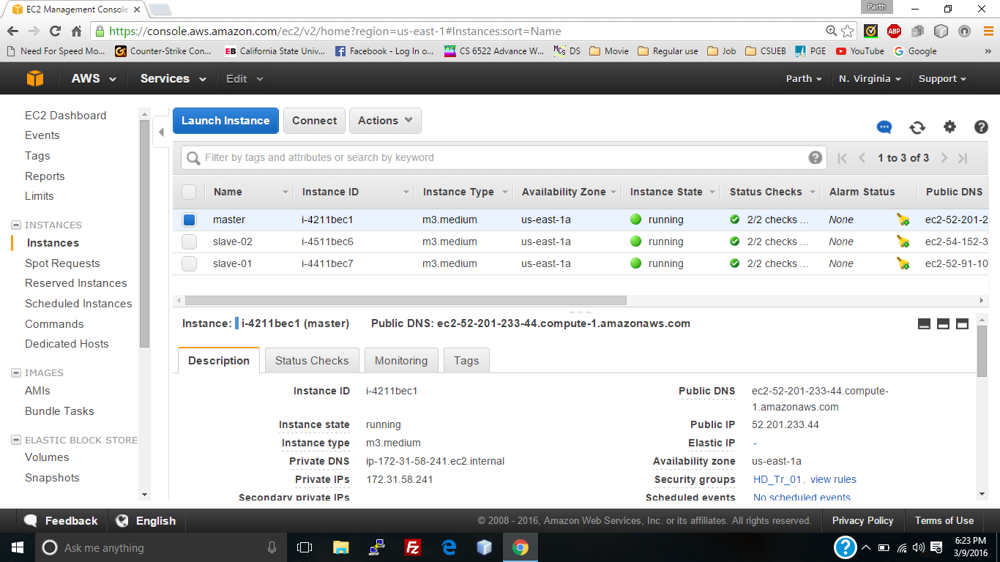 EC2 Management Console
Parth
https://console.aws.amazon.com/ec2/v2/home?region=us-east-1#Instances:sort=Name
ABP
Need For Speed Mo... Counter-Strike Con... EB California State Univ... Facebook - Log In o... CS 6522 Advance W... MCS DS Movie Regular use Job CSUEB PGE YouTube Google »
AWS Services Edit Parth N. Virginia Support
EC2 Dashboard
Events
Tags
Reports
Limits
INSTANCES
Instances
Spot Requests
Reserved Instances
Scheduled Instances
Commands
Dedicated Hosts
IMAGES
AMIs
Bundle Tasks
ELASTIC BLOCK STORE
Volumes
Snapshots
Launch Instance Connect Actions
Filter by tags and attributes or search by keyword
1 to 3 of 3
Name Instance ID Instance Type Availability Zone Instance State Status Checks Alarm Status Public DNS
master i-4211bec1 m3.medium us-east-1a running 2/2 checks ... None ec2-52-201-2
slave-02 i-4511bec6 m3.medium us-east-1a running 2/2 checks ... None ec2-54-152-3
slave-01 i-4411bec7 m3.medium us-east-1a running 2/2 checks ... None ec2-52-91-10
Instance: i-4211bec1 (master) Public DNS: ec2-52-201-233-44.compute-1.amazonaws.com
Description Status Checks Monitoring Tags
Instance ID i-4211bec1
Instance state running
Instance type m3.medium
Private DNS ip-172-31-58-241.ec2.internal
Private IPs 172.31.58.241
Secondary private IPs
Public DNS ec2-52-201-233-44.compute-
1.amazonaws.com
Public IP 52.201.233.44
Elastic IP -
Availability zone us-east-1a
Security groups HD_Tr_01. view rules
Scheduled events No scheduled events
Feedback English © 2008 - 2016, Amazon Web Services, Inc. or its affiliates. All rights reserved. Privacy Policy Terms of Use
Ask me anything
6:23 PM
3/9/2016